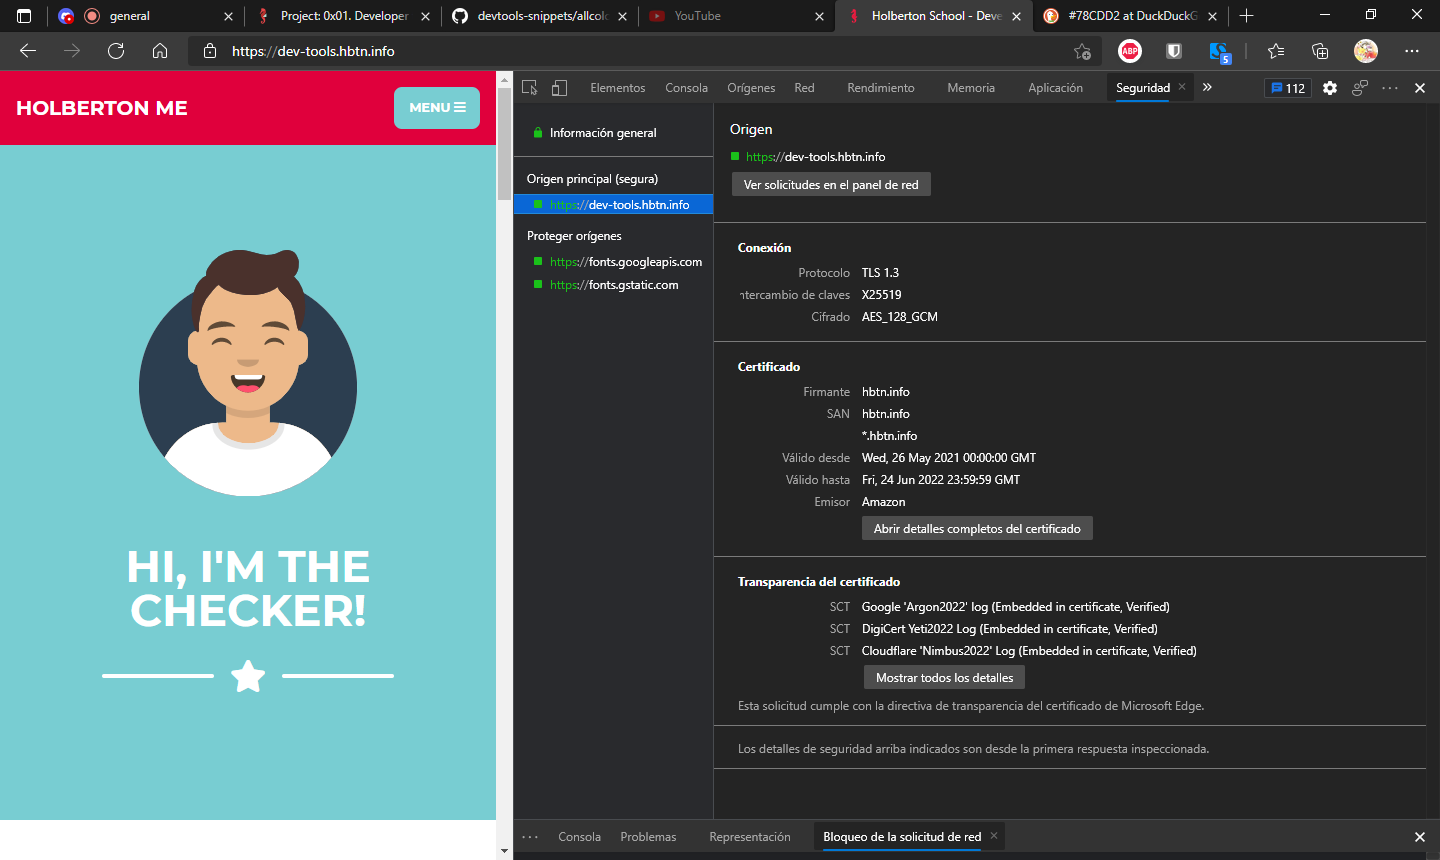 general
Project: 0x01. Developer
devtools-snippets/allcolo
YouTube
Holberton School - Deve
#78CDD2 at DuckDuckG
https://dev-tools.hbtn.info
ABP
5
HOLBERTON ME
MENU
HI, I'M THE
CHECKER!
Elementos
Consola
Orígenes
Red
Rendimiento
Memoria
Aplicación
Seguridad
112
Información general
Origen principal (segura)
https://dev-tools.hbtn.info
Proteger orígenes
https://fonts.googleapis.com
https://fonts.gstatic.com
Origen
https://dev-tools.hbtn.info
Ver solicitudes en el panel de red
Conexión
Protocolo TLS 1.3
ntercambio de claves X25519
Cifrado AES_128_GCM
Certificado
Firmante hbtn.info
SAN hbtn.info
*.hbtn.info
Válido desde Wed, 26 May 2021 00:00:00 GMT
Válido hasta Fri, 24 Jun 2022 23:59:59 GMT
Emisor Amazon
Abrir detalles completos del certificado
Transparencia del certificado
SCT Google 'Argon2022' log (Embedded in certificate, Verified)
SCT DigiCert Yeti2022 Log (Embedded in certificate, Verified)
SCT Cloudflare 'Nimbus2022' Log (Embedded in certificate, Verified)
Mostrar todos los detalles
Esta solicitud cumple con la directiva de transparencia del certificado de Microsoft Edge.
Los detalles de seguridad arriba indicados son desde la primera respuesta inspeccionada.
Consola
Problemas
Representación
Bloqueo de la solicitud de red